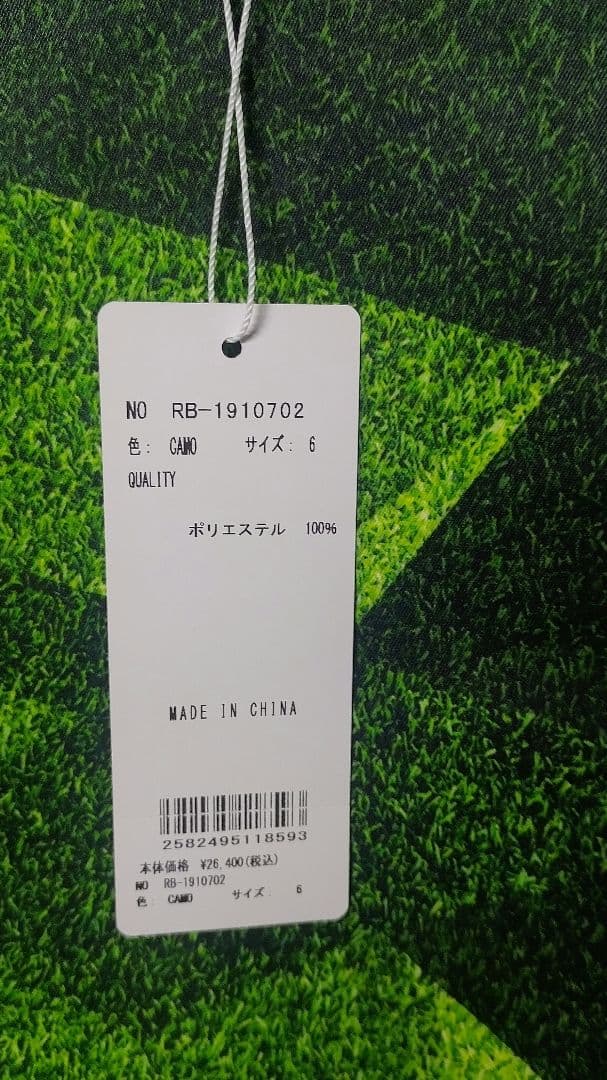 NO RB-1910702
色: CAMO サイズ: 6
QUALITY
ポリエステル 100%
MADE IN CHINA
2582495118593
本体価格 ¥26,400(税込)
NO RB-1910702
色: CAMO サイズ: 6